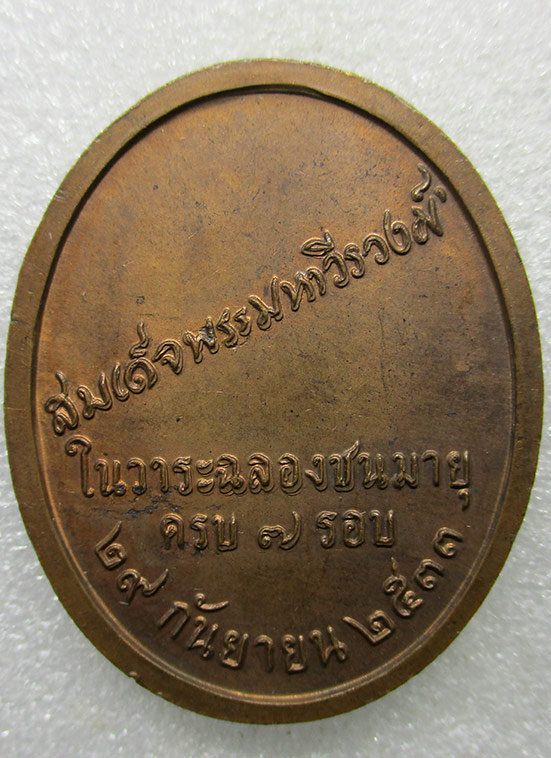 สมเด็จพระมหาวีรวงศ์
ในวาระฉลองชนมายุ
ครบ ๗ รอบ
๒๙ กันยายน ๒๕๓๓